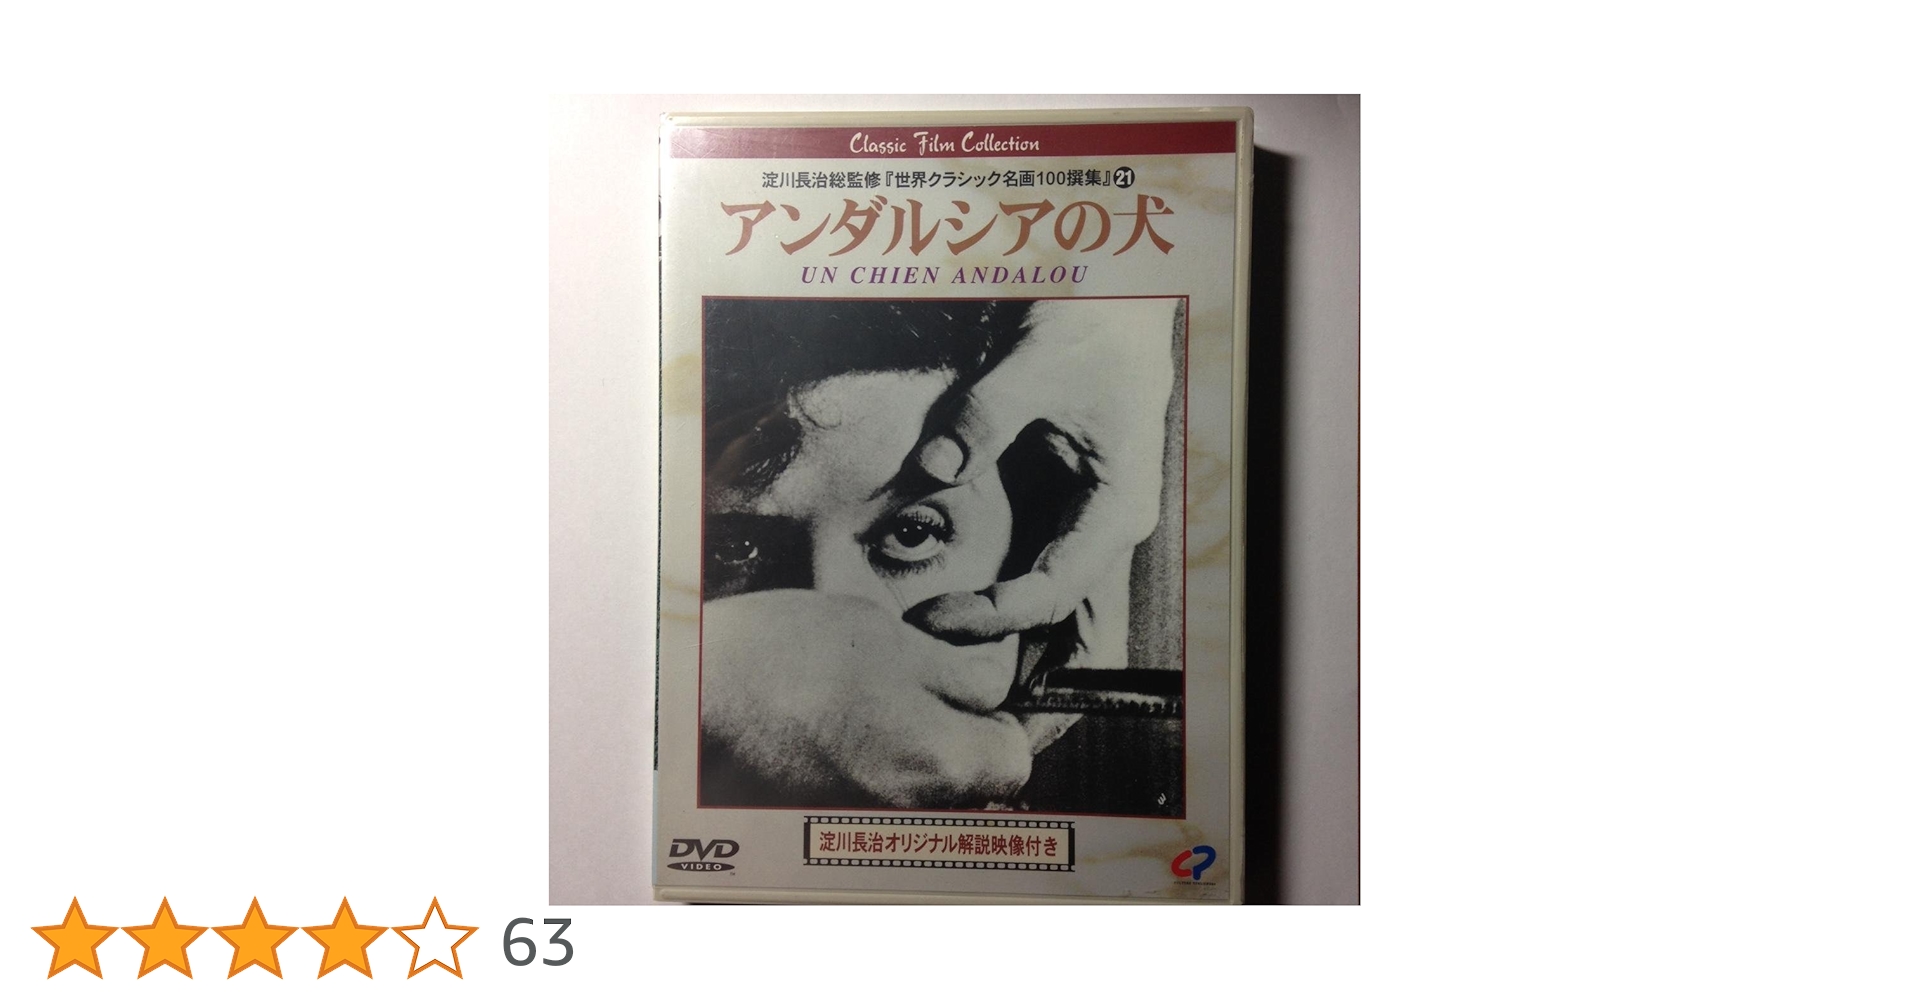 Classic Film Collection
淀川長治総監修『世界クラシック名画100撰集』21
アンダルシアの犬
UN CHIEN ANDALOU
淀川長治オリジナル解説映像付き
DVD
VIDEO
CP
63